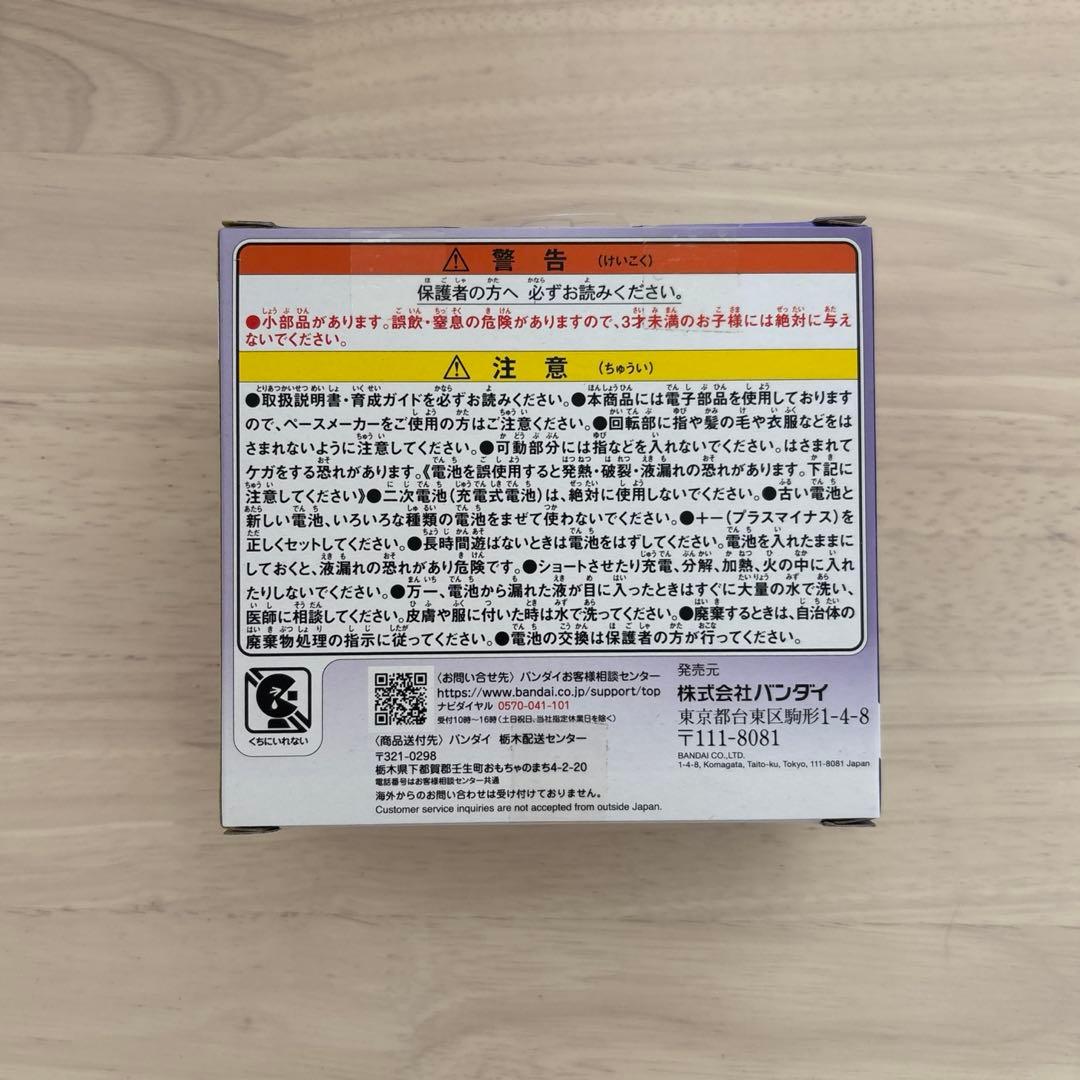 ⚠ 警告 (けいこく)
保護者の方へ 必ずお読みください。
●小部品があります。誤飲・窒息の危険がありますので、3才未満のお子様には絶対に与え
ないでください。
⚠ 注意 (ちゅうい)
●取扱説明書・育成ガイドを必ずお読みください。●本商品には電子部品を使用しております
ので、ペースメーカーをご使用の方はご注意ください。●回転部に指や髪の毛や衣服などをは
さまれないように注意してください。●可動部分には指などを入れないでください。はさまれて
ケガをする恐れがあります。《電池を誤使用すると発熱・破裂・液漏れの恐れがあります。下記に
注意してください》●二次電池(充電式電池)は、絶対に使用しないでください。●古い電池と
新しい電池、いろいろな種類の電池をまぜて使わないでください。●+-(プラスマイナス)を
正しくセットしてください。●長時間遊ばないときは電池をはずしてください。電池を入れたままに
しておくと、液漏れの恐れがあり危険です。●ショートさせたり充電、分解、加熱、火の中に入れ
たりしないでください。●万一、電池から漏れた液が目に入ったときはすぐに大量の水で洗い、
医師に相談してください。皮膚や服に付いた時は水で洗ってください。●廃棄するときは、自治体の
廃棄物処理の指示に従ってください。●電池の交換は保護者の方が行ってください。
くちにいれない
〈お問い合せ先〉バンダイお客様相談センター
https://www.bandai.co.jp/support/top
ナビダイヤル 0570-041-101
受付10時〜16時(土日祝日、当社指定休業日を除く)
〈商品送付先〉バンダイ 栃木配送センター
〒321-0298
栃木県下都賀郡壬生町おもちゃのまち4-2-20
電話番号はお客様相談センター共通
海外からのお問い合わせは受け付けておりません。
Customer service inquiries are not accepted from outside Japan.
発売元
株式会社バンダイ
東京都台東区駒形1-4-8
〒111-8081
BANDAI CO.,LTD.
1-4-8, Komagata, Taito-ku, Tokyo, 111-8081 Japan